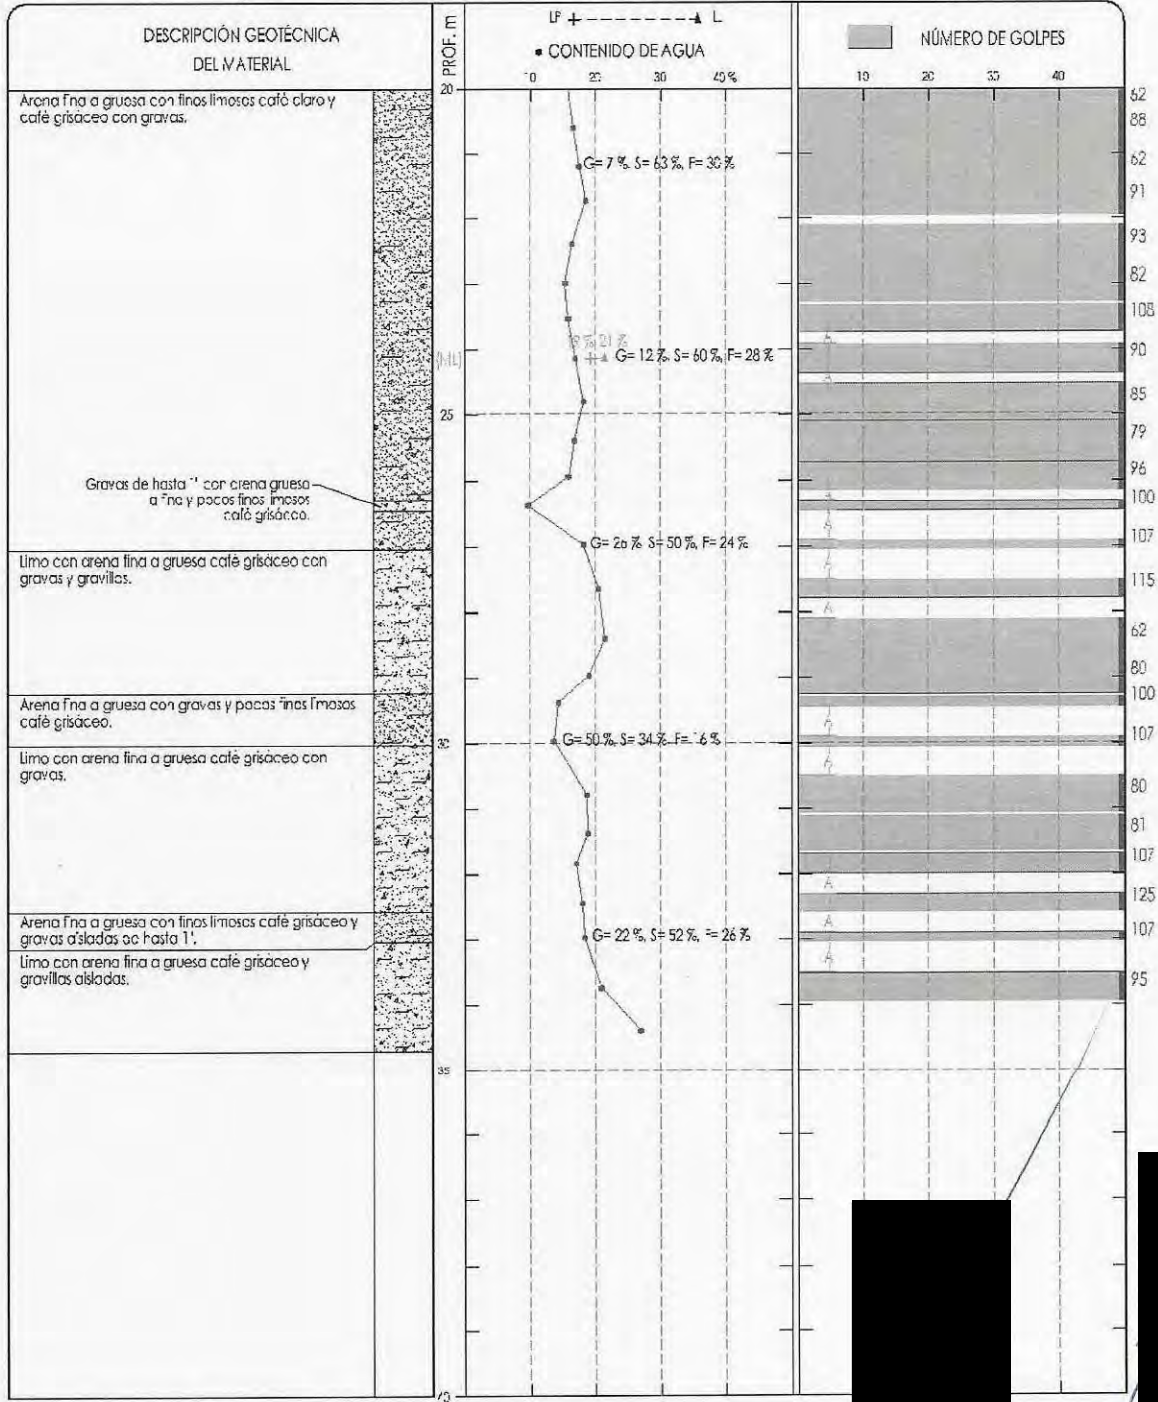 DESCRIPCIÓN GEOTÉCNICA
DEL MATERIAL
PROF. m
LP L
CONTENIDO DE AGUA
10 20 30 40 %
NÚMERO DE GOLPES
10 20 30 40
20
Arena fina a gruesa con finos limosos café claro y
café grisáceo con gravas.
G= 7 %, S= 63 %, F= 30 %
(ML)
19 %, 21 %
G= 12 %, S= 60 %, F= 28 %
25
Gravas de hasta 1" con arena gruesa
a fina y pocos finos limosos
café grisáceo.
G= 26 % S= 50 %, F= 24 %
Limo con arena fina a gruesa café grisáceo con
gravas y gravillas.
Arena fina a gruesa con gravas y pocos finos limosos
café grisáceo.
30
G= 50 %, S= 34 % F= 16 %
Limo con arena fina a gruesa café grisáceo con
gravas.
Arena fina a gruesa con finos limosos café grisáceo y
gravas aisladas de hasta 1".
G= 22 %, S= 52 %, F= 26 %
Limo con arena fina a gruesa café grisáceo y
gravillas aisladas.
35
62
88
62
91
93
82
108
A
90
A
85
79
96
A
100
A
107
A
115
A
62
80
100
A
107
A
80
81
107
A
125
A
107
A
95